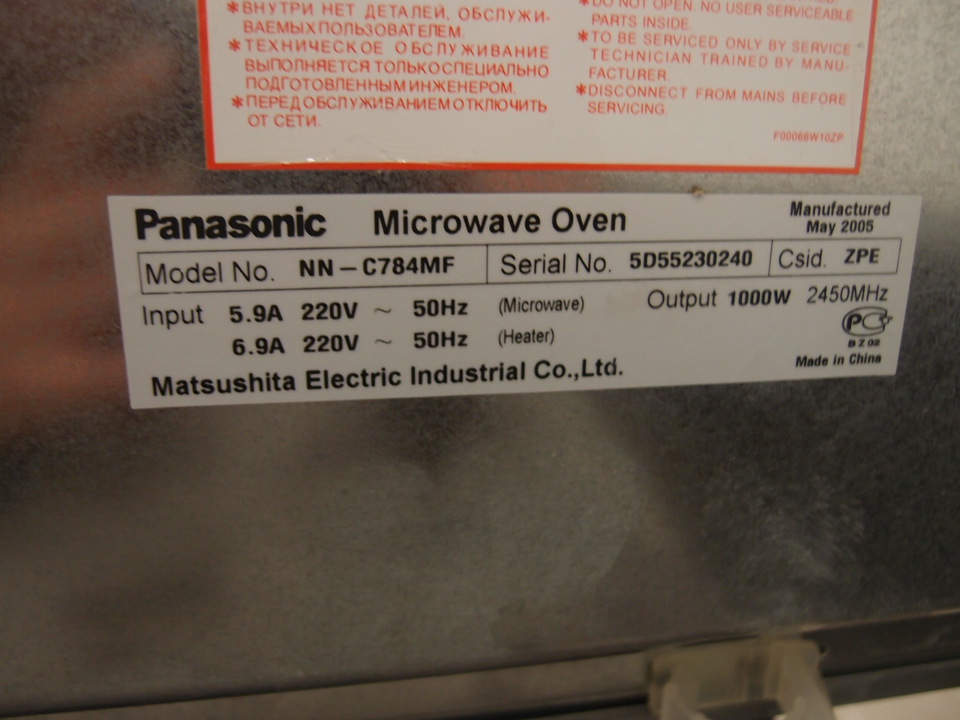 *ВНУТРИ НЕТ ДЕТАЛЕЙ, ОБСЛУЖИ-
ВАЕМЫХ ПОЛЬЗОВАТЕЛЕМ.
*ТЕХНИЧЕСКОЕ ОБСЛУЖИВАНИЕ
ВЫПОЛНЯЕТСЯ ТОЛЬКО СПЕЦИАЛЬНО
ПОДГОТОВЛЕННЫМ ИНЖЕНЕРОМ.
*ПЕРЕД ОБСЛУЖИВАНИЕМ ОТКЛЮЧИТЬ
ОТ СЕТИ.
*DO NOT OPEN. NO USER SERVICEABLE
PARTS INSIDE.
*TO BE SERVICED ONLY BY SERVICE
TECHNICIAN TRAINED BY MANU-
FACTURER.
*DISCONNECT FROM MAINS BEFORE
SERVICING.
F00066W10ZP
Panasonic Microwave Oven
Manufactured
May 2005
Model No. NN-C784MF Serial No. 5D55230240 Csid. ZPE
Input 5.9A 220V ~ 50Hz (Microwave) Output 1000W 2450MHz
6.9A 220V ~ 50Hz (Heater)
PC
BZ02
Matsushita Electric Industrial Co.,Ltd.
Made in China